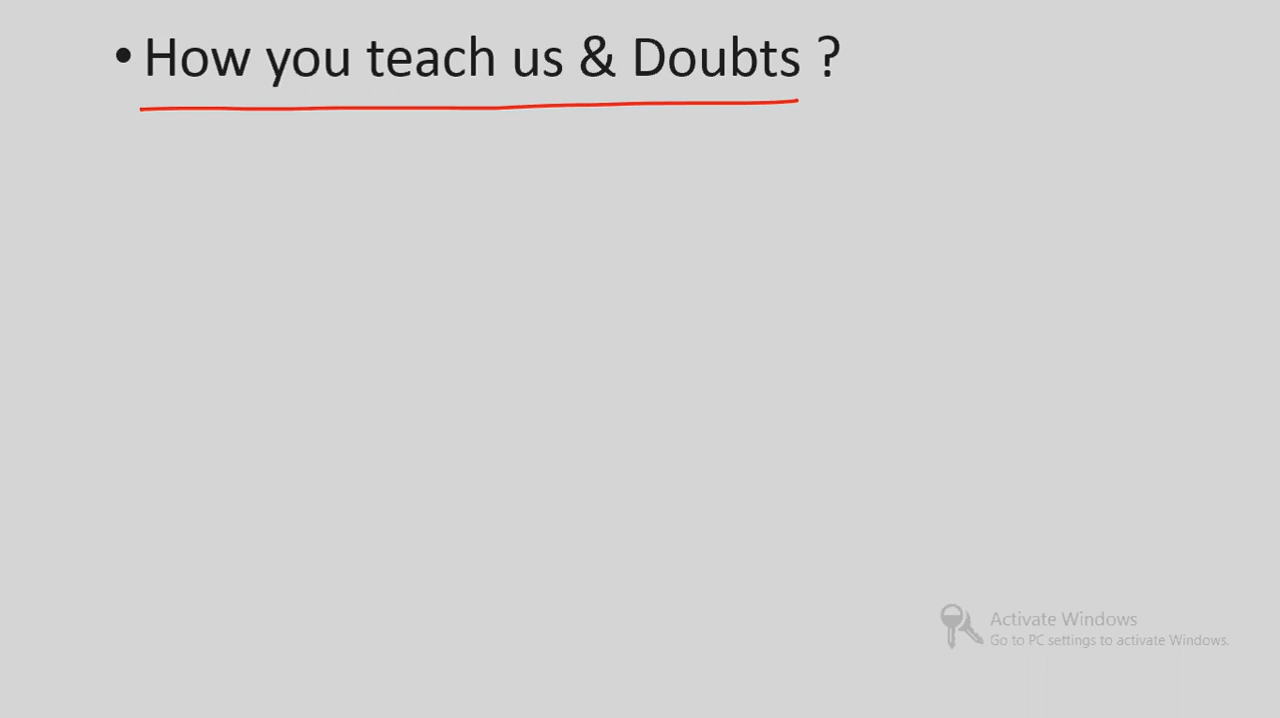 • How you teach us & Doubts ?
Activate Windows
Go to PC settings to activate Windows.